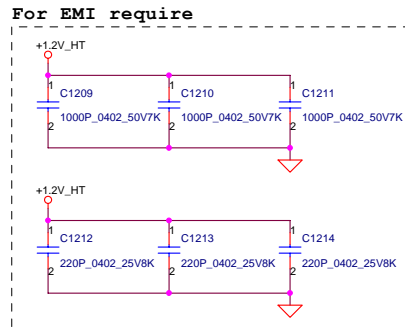 For EMI require
+1.2V_HT
1 1 1
C1209 C1210 C1211
1000P_0402_50V7K 1000P_0402_50V7K 1000P_0402_50V7K
2 2 2
+1.2V_HT
1 1 1
C1212 C1213 C1214
220P_0402_25V8K 220P_0402_25V8K 220P_0402_25V8K
2 2 2